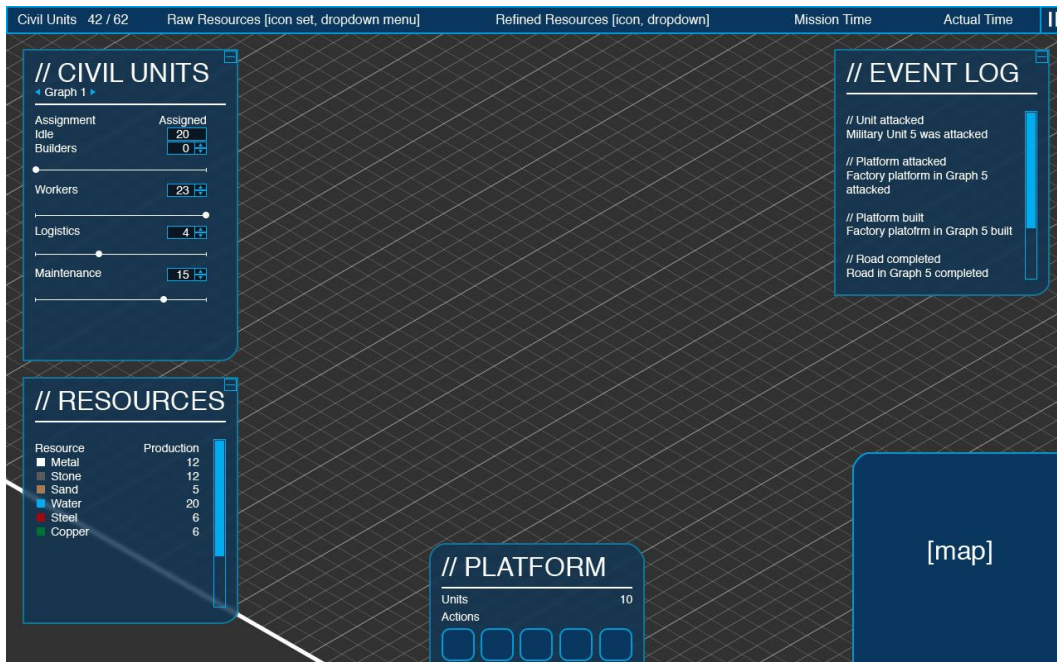 Civil Units 42 / 62 Raw Resources [icon set, dropdown menu] Refined Resources [icon, dropdown] Mission Time Actual Time
// CIVIL UNITS
Graph 1
Assignment Assigned
Idle 20
Builders 0
Workers 23
Logistics 4
Maintenance 15
// RESOURCES
Resource Production
Metal 12
Stone 12
Sand 5
Water 20
Steel 6
Copper 6
// PLATFORM
Units 10
Actions
// EVENT LOG
// Unit attacked
Military Unit 5 was attacked
// Platform attacked
Factory platform in Graph 5
attacked
// Platform built
Factory platofrm in Graph 5 built
// Road completed
Road in Graph 5 completed
[map]